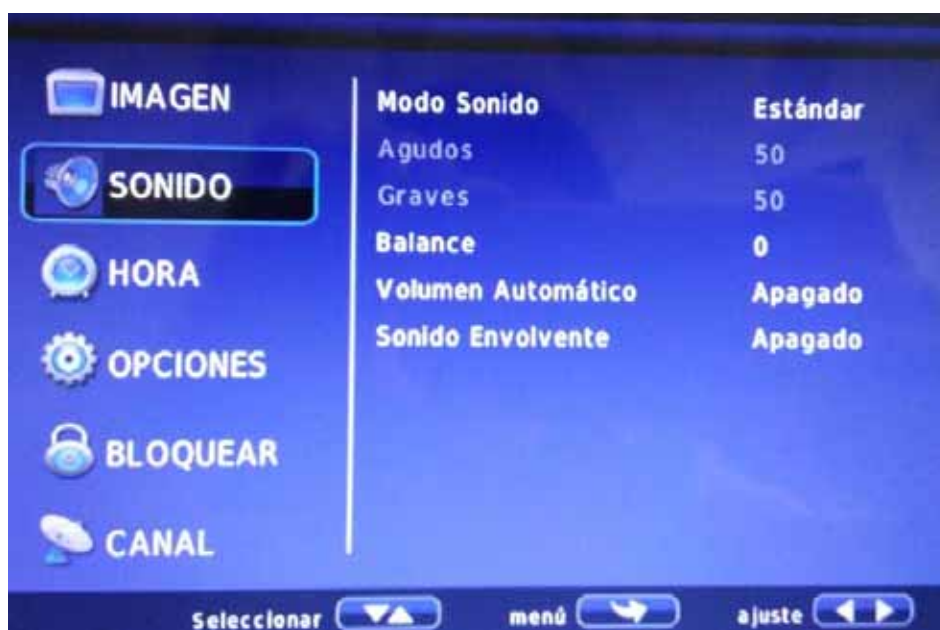 IMAGEN
SONIDO
HORA
OPCIONES
BLOQUEAR
CANAL
Modo Sonido Estándar
Agudos 50
Graves 50
Balance 0
Volumen Automático Apagado
Sonido Envolvente Apagado
Seleccionar menú ajuste